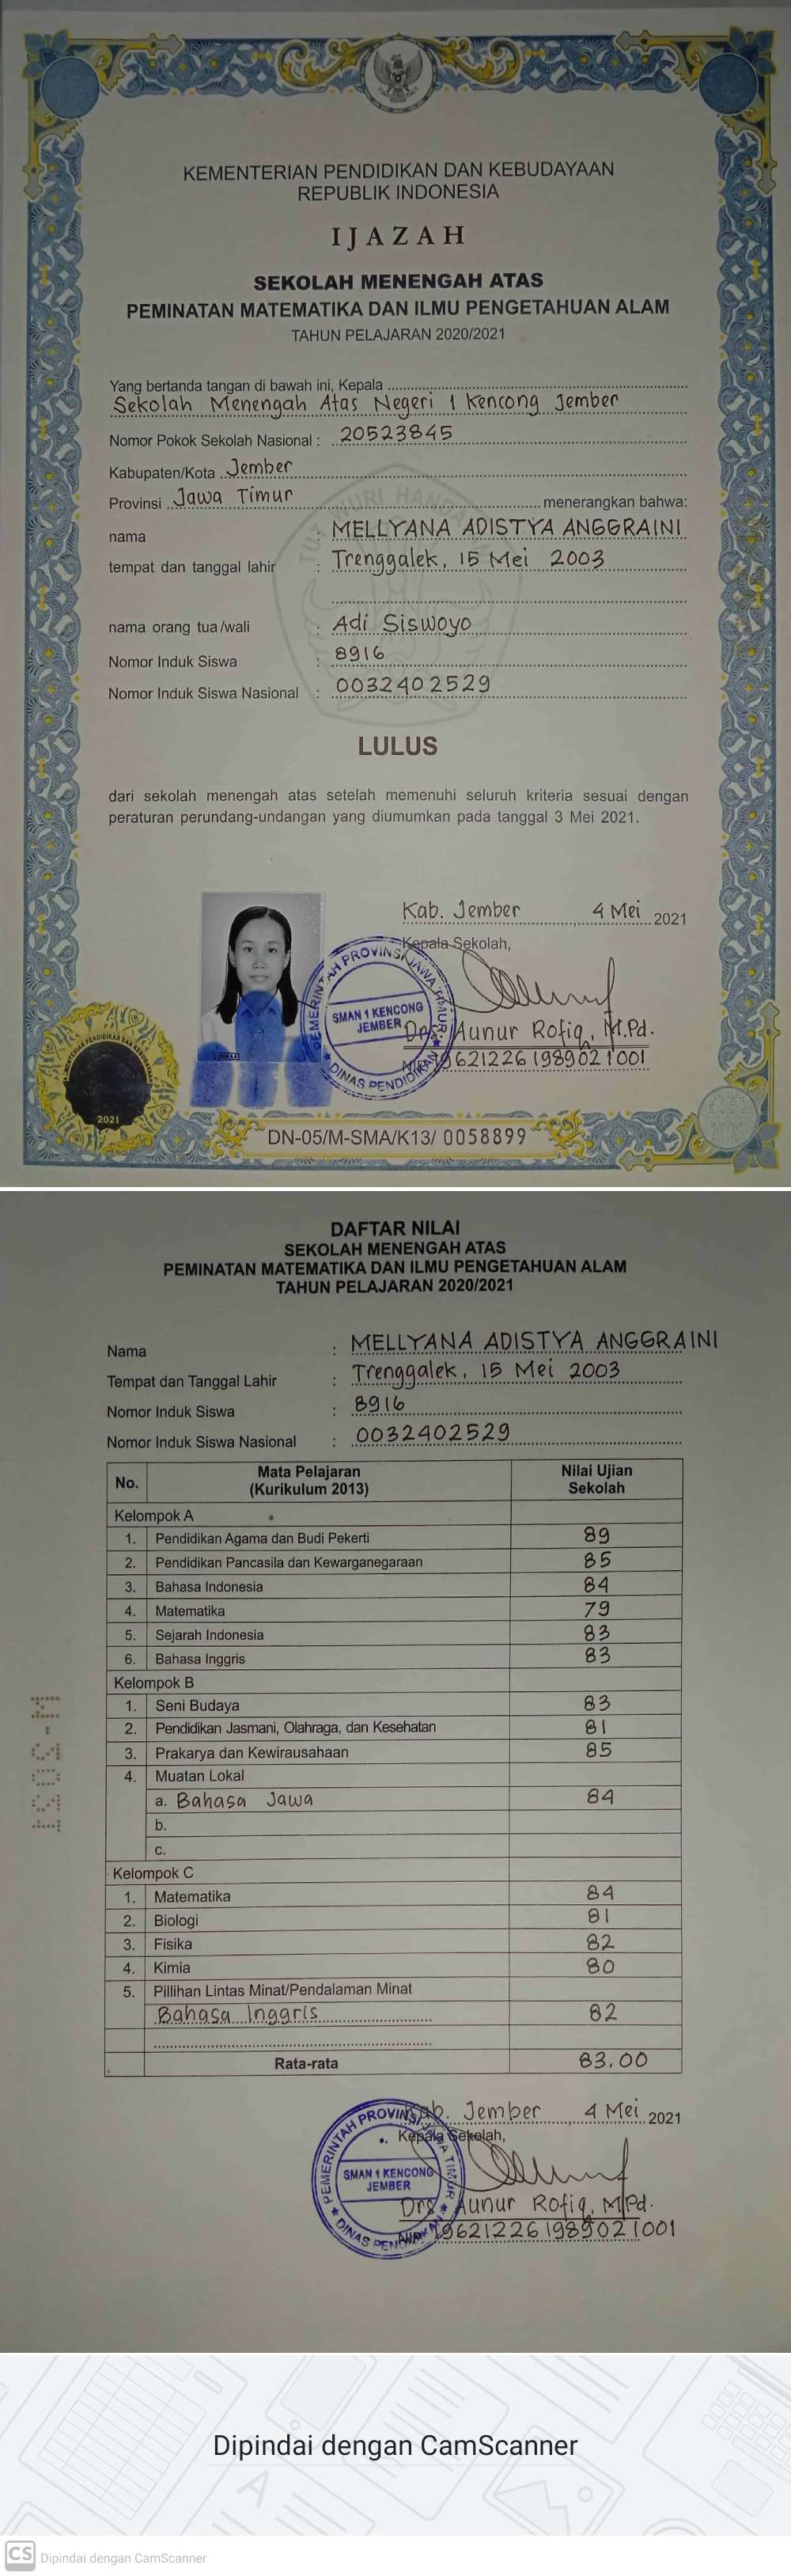 KEMENTERIAN PENDIDIKAN DAN KEBUDAYAAN
REPUBLIK INDONESIA
IJAZAH
SEKOLAH MENENGAH ATAS
PEMINATAN MATEMATIKA DAN ILMU PENGETAHUAN ALAM
TAHUN PELAJARAN 2020/2021
Yang bertanda tangan di bawah ini, Kepala
Sekolah Menengah Atas Negeri 1 Kencong Jember
Nomor Pokok Sekolah Nasional : 20523845
Kabupaten/Kota Jember
Provinsi Jawa Timur menerangkan bahwa:
nama : MELLYANA ADISTYA ANGGRAINI
tempat dan tanggal lahir : Trenggalek, 15 Mei 2003
nama orang tua/wali : Adi Siswoyo
Nomor Induk Siswa : 8916
Nomor Induk Siswa Nasional : 0032402529
LULUS
dari sekolah menengah atas setelah memenuhi seluruh kriteria sesuai dengan
peraturan perundang-undangan yang diumumkan pada tanggal 3 Mei 2021.
Kab. Jember, 4 Mei 2021
Kepala Sekolah,
PEMERINTAH PROVINSI JAWA TIMUR
SMAN 1 KENCONG
JEMBER
DINAS PENDIDIKAN
Drs. Aunur Rofiq, M.Pd.
NIP. 196212261989021001
2021
DN-05/M-SMA/K13/ 0058899
DAFTAR NILAI
SEKOLAH MENENGAH ATAS
PEMINATAN MATEMATIKA DAN ILMU PENGETAHUAN ALAM
TAHUN PELAJARAN 2020/2021
Nama : MELLYANA ADISTYA ANGGRAINI
Tempat dan Tanggal Lahir : Trenggalek, 15 Mei 2003
Nomor Induk Siswa : 8916
Nomor Induk Siswa Nasional : 0032402529
No. Mata Pelajaran (Kurikulum 2013) Nilai Ujian Sekolah
Kelompok A
1. Pendidikan Agama dan Budi Pekerti 89
2. Pendidikan Pancasila dan Kewarganegaraan 85
3. Bahasa Indonesia 84
4. Matematika 79
5. Sejarah Indonesia 83
6. Bahasa Inggris 83
Kelompok B
1. Seni Budaya 83
2. Pendidikan Jasmani, Olahraga, dan Kesehatan 81
3. Prakarya dan Kewirausahaan 85
4. Muatan Lokal
a. Bahasa Jawa 84
b.
c.
Kelompok C
1. Matematika 84
2. Biologi 81
3. Fisika 82
4. Kimia 80
5. Pillihan Lintas Minat/Pendalaman Minat
Bahasa Inggris 82
Rata-rata 83.00
Kab. Jember, 4 Mei 2021
Kepala Sekolah,
PEMERINTAH PROVINSI JAWA TIMUR
SMAN 1 KENCONG
JEMBER
DINAS PENDIDIKAN
Drs. Aunur Rofiq, M.Pd.
NIP. 196212261989021001
Dipindai dengan CamScanner
CS Dipindai dengan CamScanner